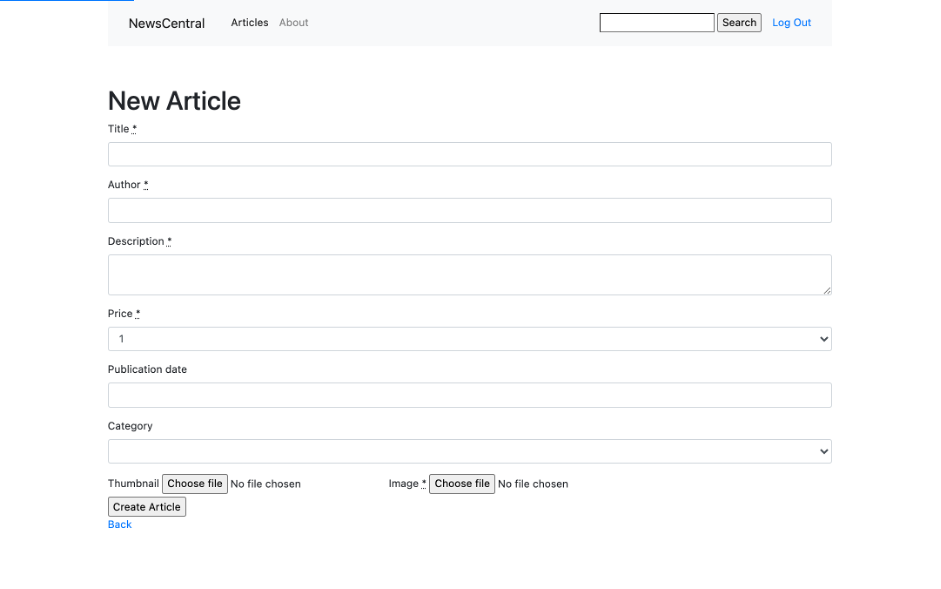 NewsCentral Articles About Search Log Out
New Article
Title *
Author *
Description *
Price *
1
Publication date
Category
Thumbnail Choose file No file chosen Image * Choose file No file chosen
Create Article
Back